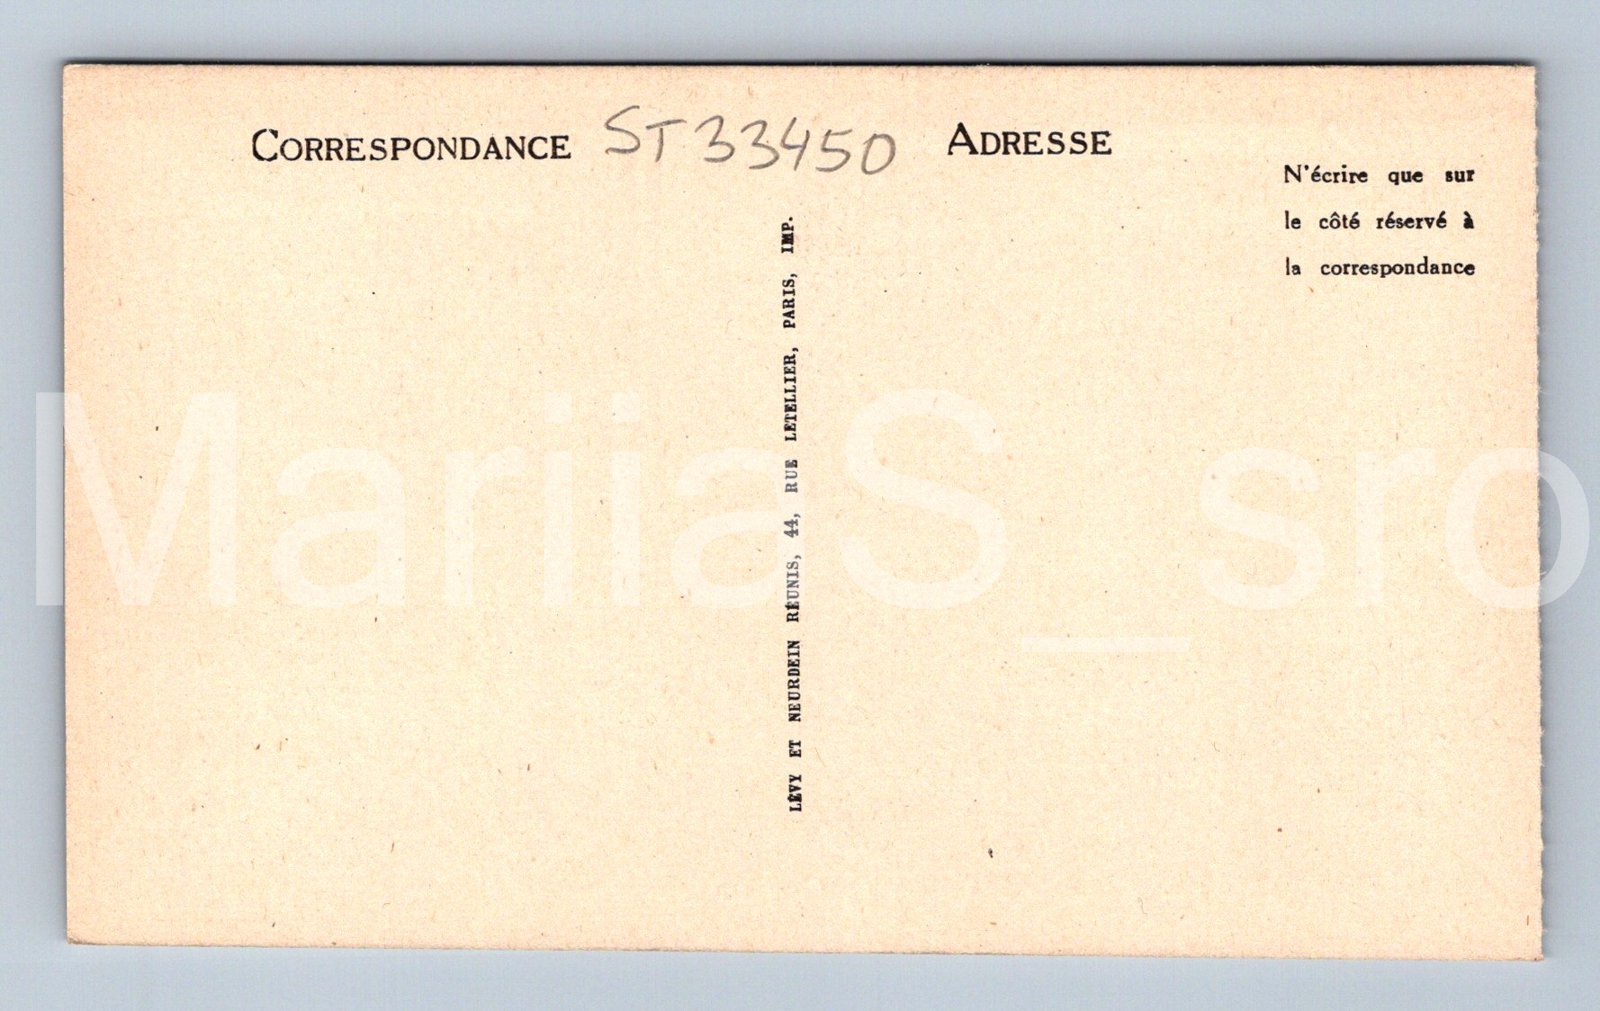 CORRESPONDANCE ST33450 ADRESSE
N'écrire que sur
le côté réservé à
la correspondance
LÉVY ET NEURDEIN RÉUNIS, 44, RUE LETELLIER, PARIS, IMP.
MariiaS_sro